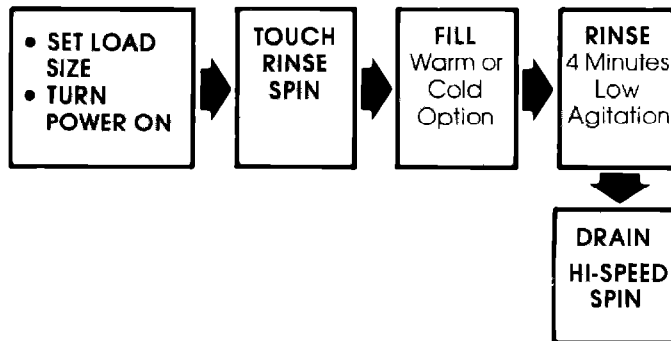 • SET LOAD
SIZE
• TURN
POWER ON
TOUCH
RINSE
SPIN
FILL
Warm or
Cold
Option
RINSE
4 Minutes
Low
Agitation
DRAIN
HI-SPEED
SPIN